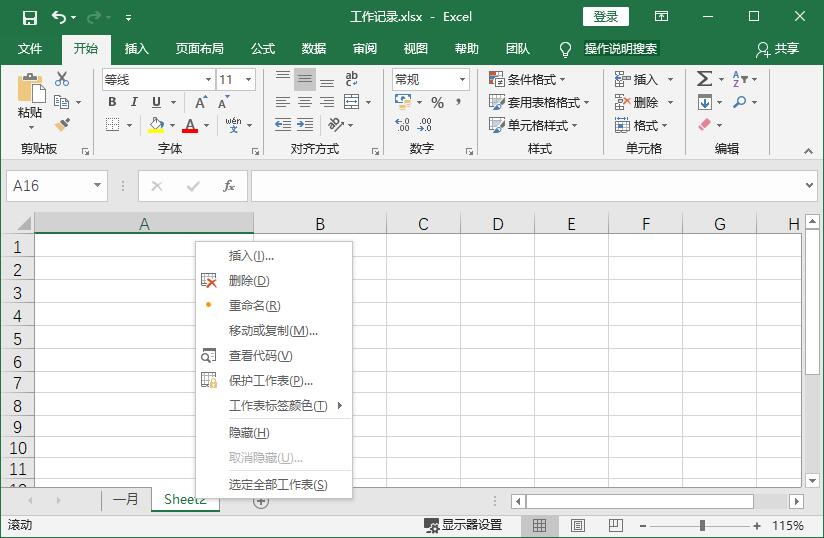 工作记录.xlsx - Excel
登录
文件 开始 插入 页面布局 公式 数据 审阅 视图 帮助 团队 操作说明搜索 共享
等线 11 常规 条件格式 插入
粘贴 B I U A A % , 套用表格格式 删除
A wén 文 .00 单元格样式 格式
剪贴板 字体 对齐方式 数字 样式 单元格 编辑
A16 fx
A B C D E F G H
1
2
3
4
5
6
7
8
9
10
11
12
插入(I)...
删除(D)
重命名(R)
移动或复制(M)...
查看代码(V)
保护工作表(P)...
工作表标签颜色(T)
隐藏(H)
取消隐藏(U)...
选定全部工作表(S)
一月 Sheet2
滚动 显示器设置 115%